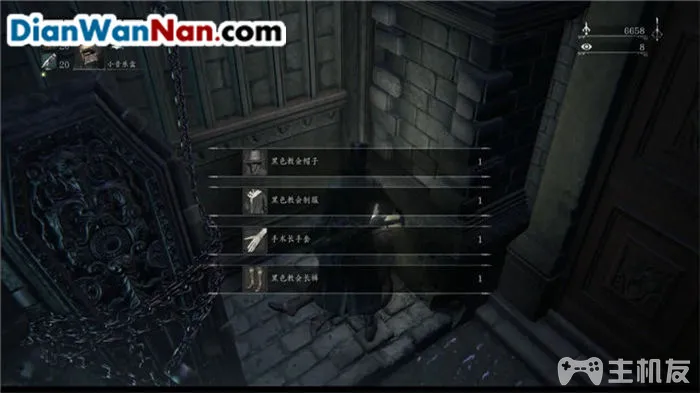 DianWanNan.com
20
20
小音乐盒
6658
8
黑色教会帽子 1
黑色教会制服 1
手术长手套 1
黑色教会长裤 1
主机友